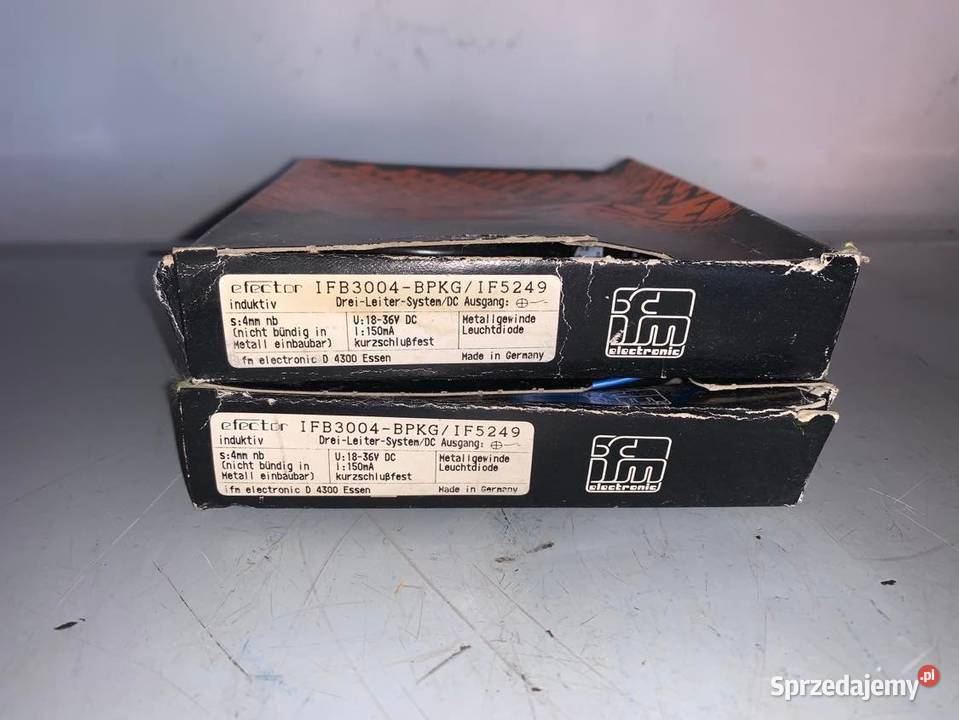 efector IFB3004-BPKG/IF5249
induktiv Drei-Leiter-System/DC Ausgang:
s:4mm nb
(nicht bündig in
Metall einbaubar)
U:18-36V DC
I:150mA
kurzschlußfest
Metallgewinde
Leuchtdiode
ifm electronic D 4300 Essen Made in Germany
ifm
electronic
efector IFB3004-BPKG/IF5249
induktiv Drei-Leiter-System/DC Ausgang:
s:4mm nb
(nicht bündig in
Metall einbaubar)
U:18-36V DC
I:150mA
kurzschlußfest
Metallgewinde
Leuchtdiode
ifm electronic D 4300 Essen Made in Germany
ifm
electronic
Sprzedajemy.pl